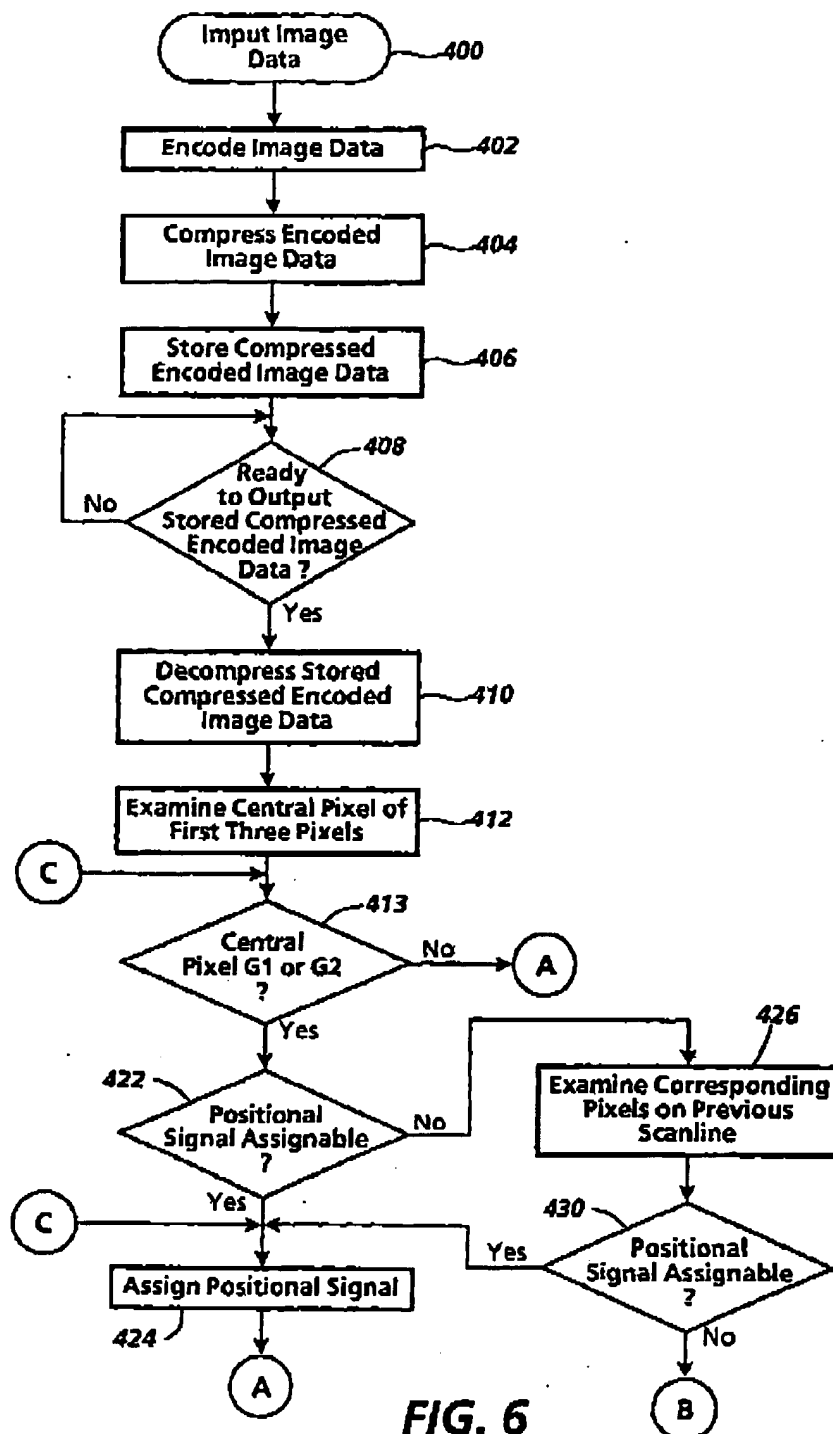 Imput Image
Data
400
Encode Image Data
402
Compress Encoded
Image Data
404
Store Compressed
Encoded Image Data
406
408
Ready
to Output
Stored Compressed
Encoded Image
Data ?
No
Yes
Decompress Stored
Compressed Encoded
Image Data
410
Examine Central Pixel of
First Three Pixels
412
C
413
Central
Pixel G1 or G2
?
No
A
Yes
422
Positional
Signal Assignable
?
No
426
Examine Corresponding
Pixels on Previous
Scanline
Yes
C
430
Positional
Signal Assignable
?
Yes
No
Assign Positional Signal
424
A
B
FIG. 6